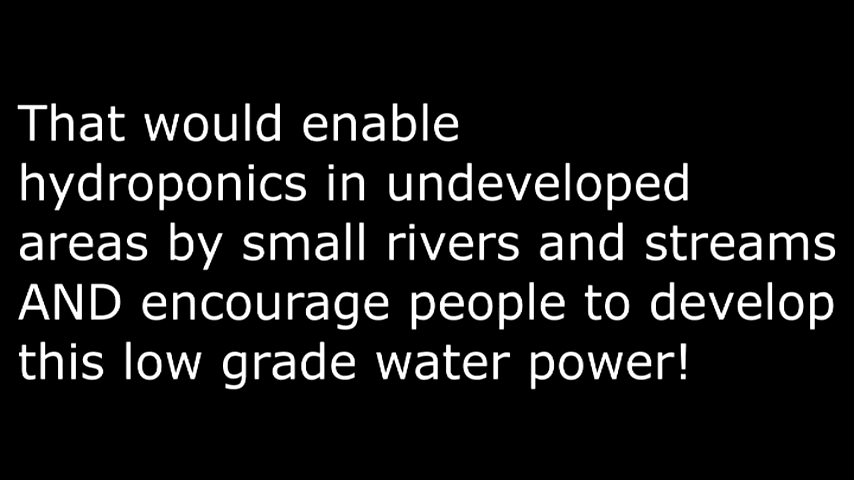 That would enable
hydroponics in undeveloped
areas by small rivers and streams
AND encourage people to develop
this low grade water power!